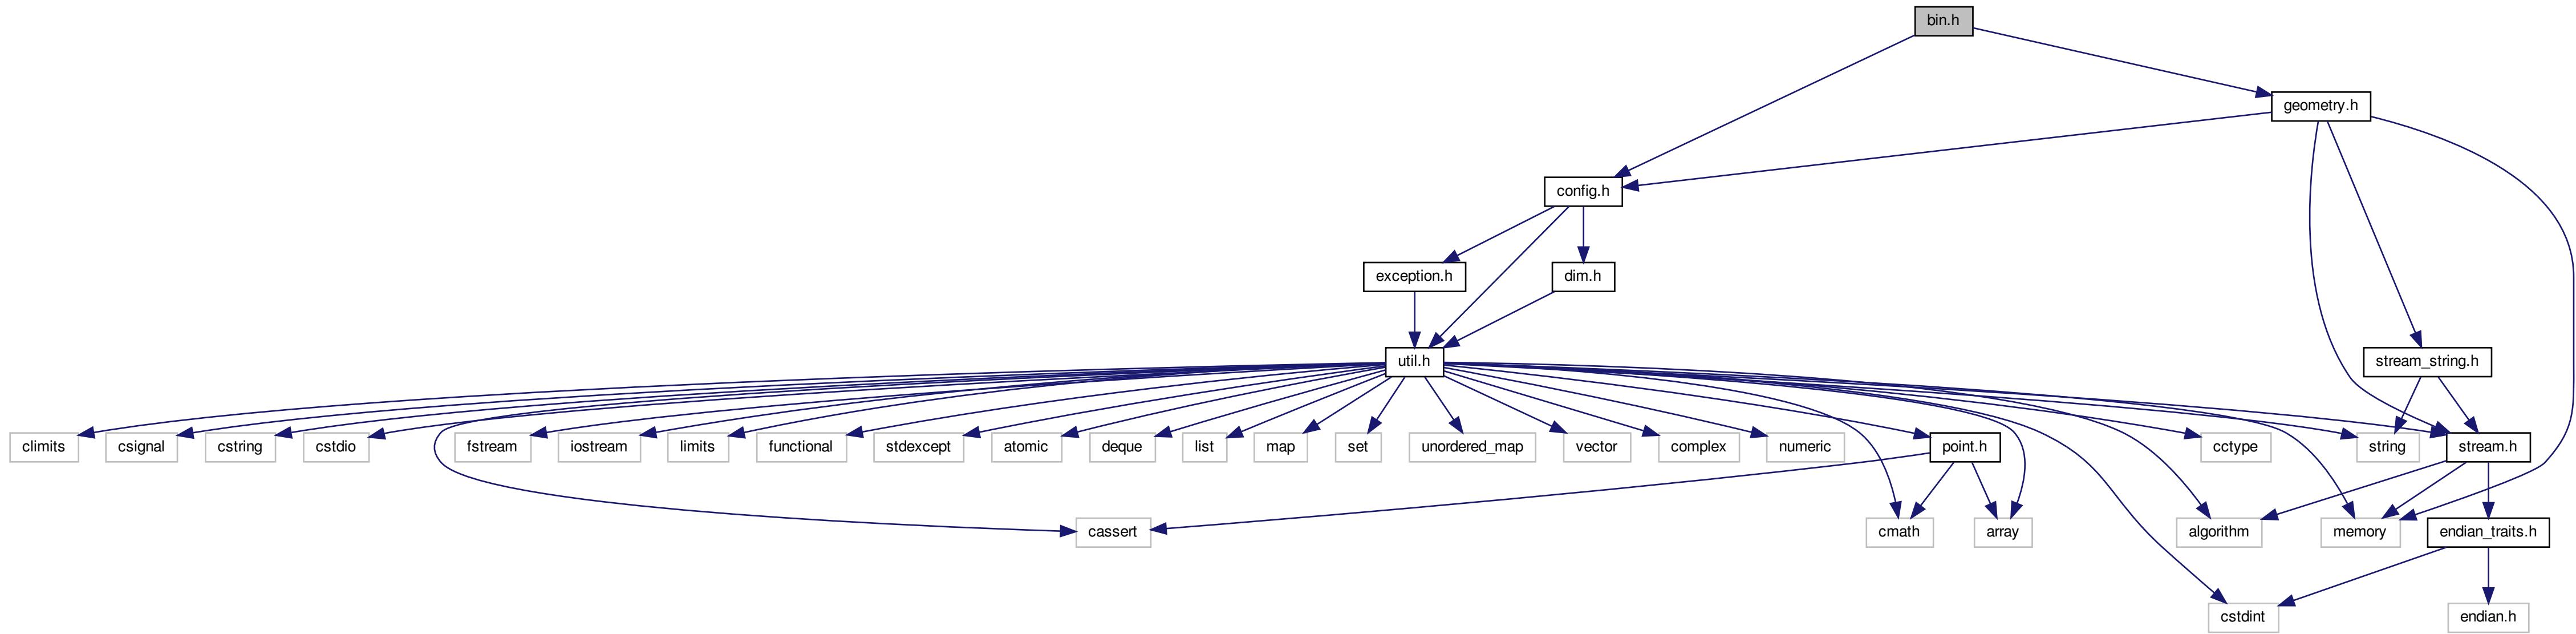 bin.h
geometry.h
config.h
exception.h
dim.h
util.h
stream_string.h
climits
csignal
cstring
cstdio
fstream
iostream
limits
functional
stdexcept
atomic
deque
list
map
set
unordered_map
vector
complex
numeric
point.h
cctype
string
stream.h
cassert
cmath
array
algorithm
memory
endian_traits.h
cstdint
endian.h